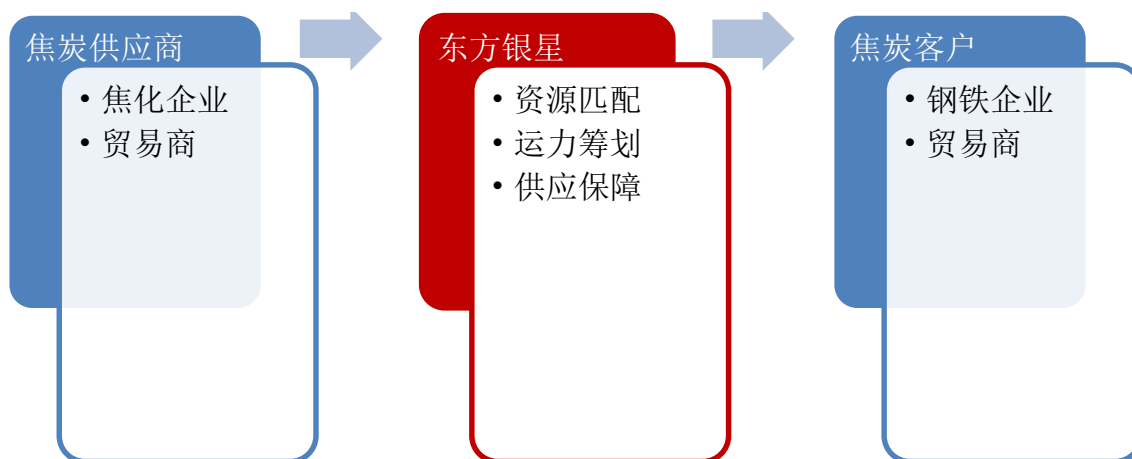 焦炭供应商
• 焦化企业
• 贸易商
东方银星
• 资源匹配
• 运力筹划
• 供应保障
焦炭客户
• 钢铁企业
• 贸易商